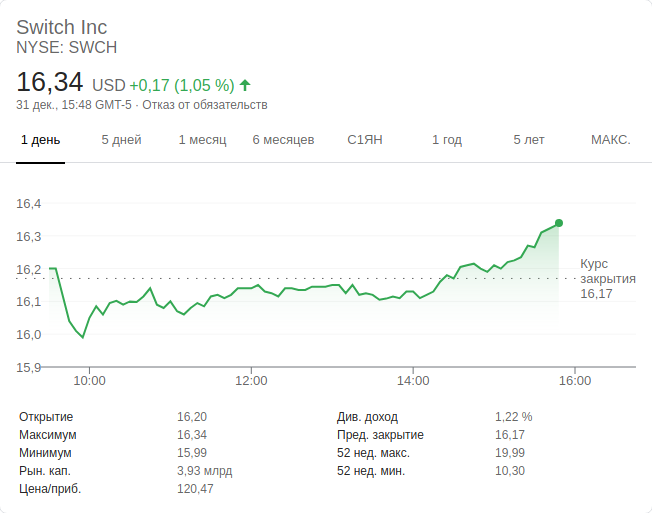 Switch Inc
NYSE: SWCH
16,34 USD +0,17 (1,05 %)
31 дек., 15:48 GMT-5 · Отказ от обязательств
1 день 5 дней 1 месяц 6 месяцев С1ЯН 1 год 5 лет МАКС.
16,4
16,3
16,2
16,1
16,0
15,9
Курс
закрытия
16,17
10:00 12:00 14:00 16:00
Открытие 16,20
Максимум 16,34
Минимум 15,99
Рын. кап. 3,93 млрд
Цена/приб. 120,47
Див. доход 1,22 %
Пред. закрытие 16,17
52 нед. макс. 19,99
52 нед. мин. 10,30